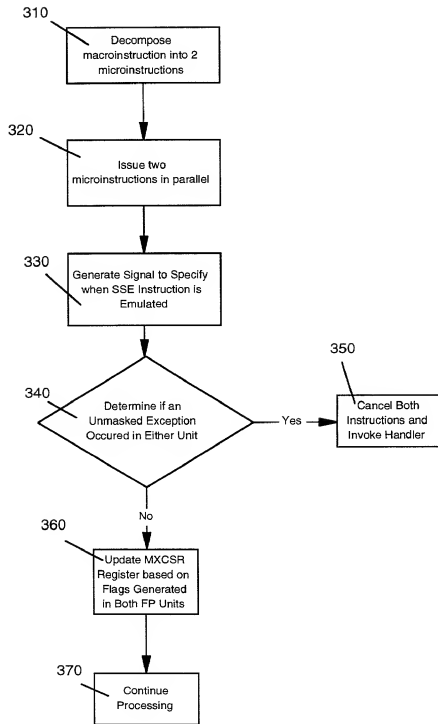 310
Decompose
macroinstruction into 2
microinstructions
320
Issue two
microinstructions in parallel
330
Generate Signal to Specify
when SSE Instruction is
Emulated
340
Determine if an
Unmasked Exception
Occured in Either Unit
Yes
350
Cancel Both
Instructions and
Invoke Handler
No
360
Update MXCSR
Register based on
Flags Generated
in Both FP Units
370
Continue
Processing